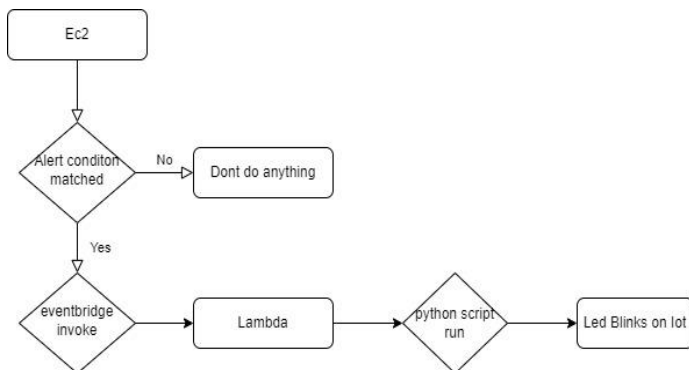 Ec2
Alert conditon
matched
No
Dont do anything
Yes
eventbridge
invoke
Lambda
python script
run
Led Blinks on Iot